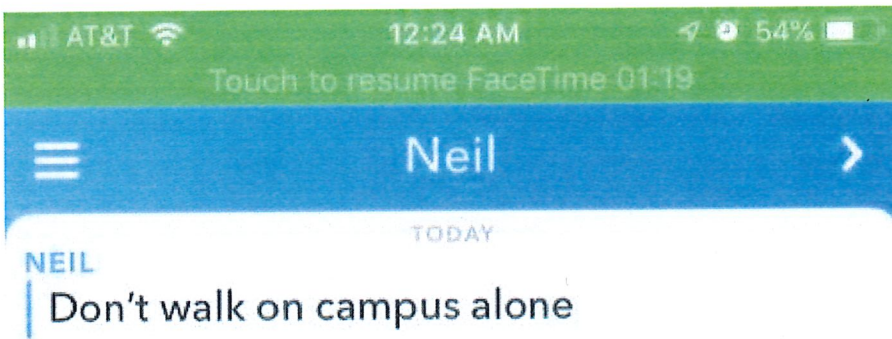 AT&T 12:24 AM 54%
Touch to resume FaceTime 01:19
Neil
TODAY
NEIL
Don't walk on campus alone